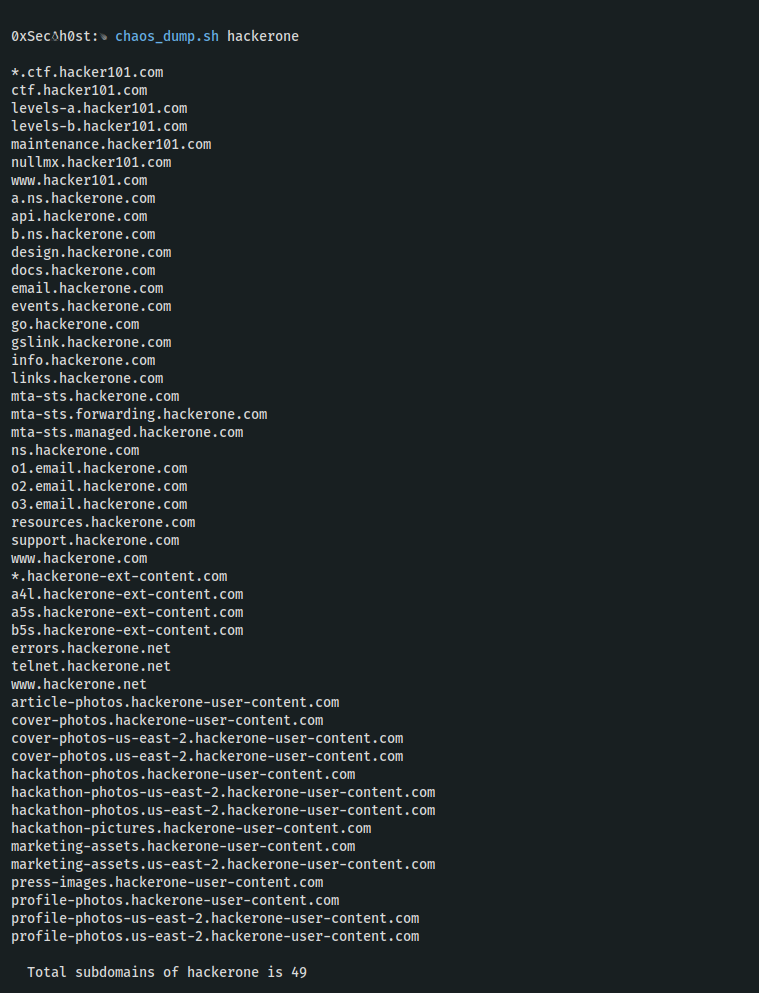 0xSec☃h0st:☄ chaos_dump.sh hackerone
*.ctf.hacker101.com
ctf.hacker101.com
levels-a.hacker101.com
levels-b.hacker101.com
maintenance.hacker101.com
nullmx.hacker101.com
www.hacker101.com
a.ns.hackerone.com
api.hackerone.com
b.ns.hackerone.com
design.hackerone.com
docs.hackerone.com
email.hackerone.com
events.hackerone.com
go.hackerone.com
gslink.hackerone.com
info.hackerone.com
links.hackerone.com
mta-sts.hackerone.com
mta-sts.forwarding.hackerone.com
mta-sts.managed.hackerone.com
ns.hackerone.com
o1.email.hackerone.com
o2.email.hackerone.com
o3.email.hackerone.com
resources.hackerone.com
support.hackerone.com
www.hackerone.com
*.hackerone-ext-content.com
a4l.hackerone-ext-content.com
a5s.hackerone-ext-content.com
b5s.hackerone-ext-content.com
errors.hackerone.net
telnet.hackerone.net
www.hackerone.net
article-photos.hackerone-user-content.com
cover-photos.hackerone-user-content.com
cover-photos-us-east-2.hackerone-user-content.com
cover-photos.us-east-2.hackerone-user-content.com
hackathon-photos.hackerone-user-content.com
hackathon-photos-us-east-2.hackerone-user-content.com
hackathon-photos.us-east-2.hackerone-user-content.com
hackathon-pictures.hackerone-user-content.com
marketing-assets.hackerone-user-content.com
marketing-assets.us-east-2.hackerone-user-content.com
press-images.hackerone-user-content.com
profile-photos.hackerone-user-content.com
profile-photos-us-east-2.hackerone-user-content.com
profile-photos.us-east-2.hackerone-user-content.com
Total subdomains of hackerone is 49